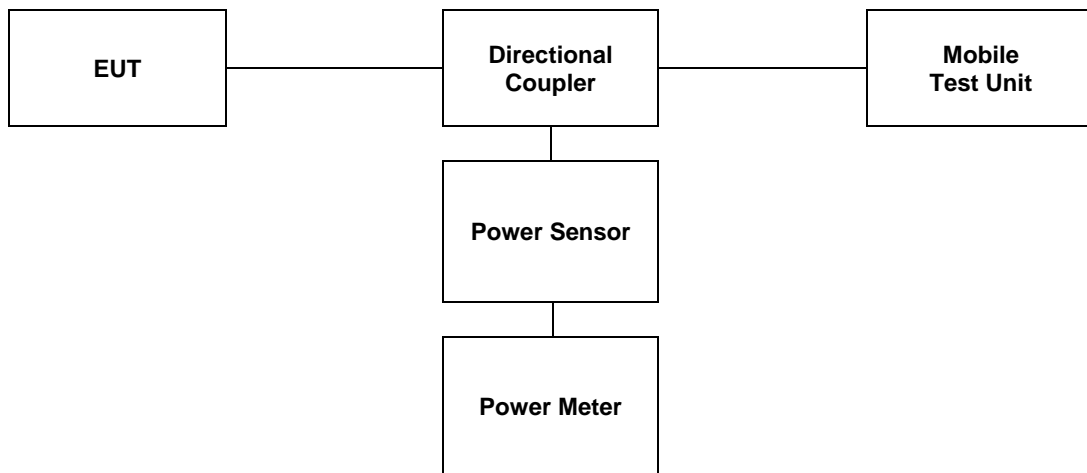 EUT
Directional
Coupler
Mobile
Test Unit
Power Sensor
Power Meter